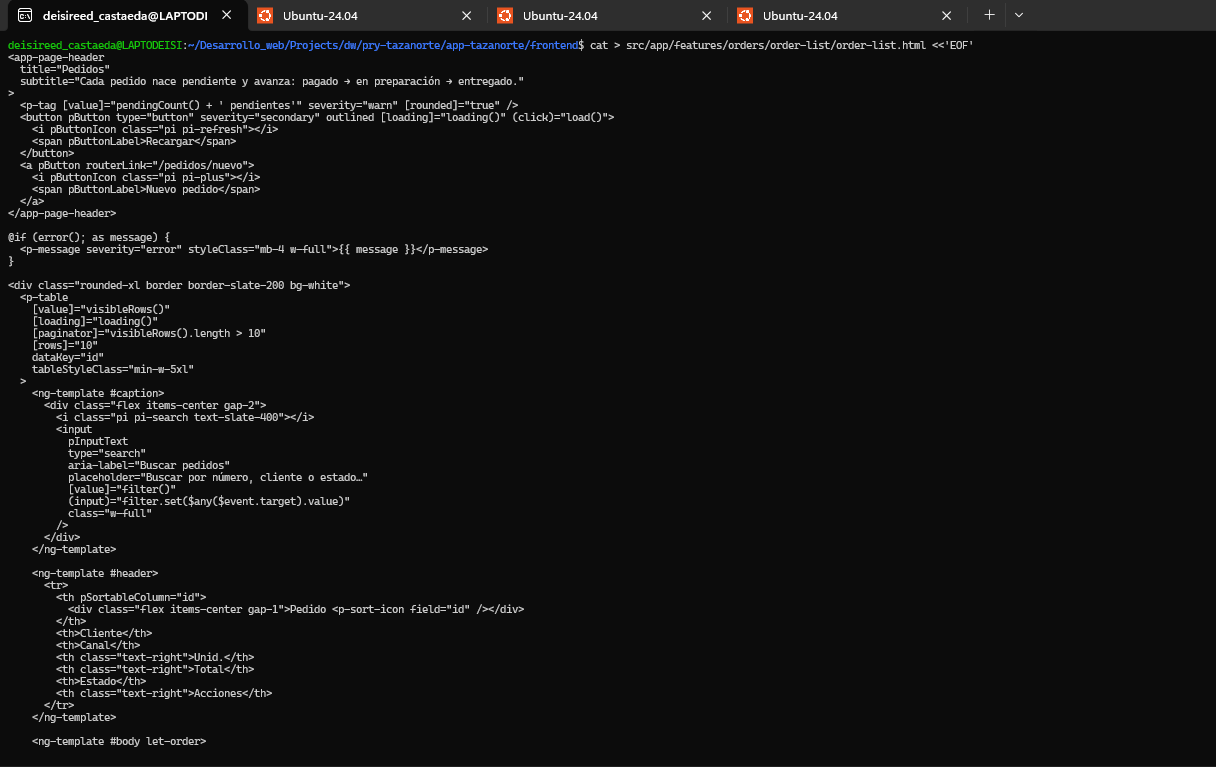 deisireed_castaeda@LAPTODI
Ubuntu-24.04
Ubuntu-24.04
Ubuntu-24.04
deisireed_castaeda@LAPTODEISI:~/Desarrollo_web/Projects/dw/pry-tazanorte/app-tazanorte/frontend$ cat > src/app/features/orders/order-list/order-list.html <<'EOF'
<app-page-header
  title="Pedidos"
  subtitle="Cada pedido nace pendiente y avanza: pagado → en preparación → entregado."
>
  <p-tag [value]="pendingCount() + ' pendientes'" severity="warn" [rounded]="true" />
  <button pButton type="button" severity="secondary" outlined [loading]="loading()" (click)="load()">
    <i pButtonIcon class="pi pi-refresh"></i>
    <span pButtonLabel>Recargar</span>
  </button>
  <a pButton routerLink="/pedidos/nuevo">
    <i pButtonIcon class="pi pi-plus"></i>
    <span pButtonLabel>Nuevo pedido</span>
  </a>
</app-page-header>

@if (error(); as message) {
  <p-message severity="error" styleClass="mb-4 w-full">{{ message }}</p-message>
}

<div class="rounded-xl border border-slate-200 bg-white">
  <p-table
    [value]="visibleRows()"
    [loading]="loading()"
    [paginator]="visibleRows().length > 10"
    [rows]="10"
    dataKey="id"
    tableStyleClass="min-w-5xl"
  >
    <ng-template #caption>
      <div class="flex items-center gap-2">
        <i class="pi pi-search text-slate-400"></i>
        <input
          pInputText
          type="search"
          aria-label="Buscar pedidos"
          placeholder="Buscar por número, cliente o estado…"
          [value]="filter()"
          (input)="filter.set($any($event.target).value)"
          class="w-full"
        />
      </div>
    </ng-template>

    <ng-template #header>
      <tr>
        <th pSortableColumn="id">
          <div class="flex items-center gap-1">Pedido <p-sort-icon field="id" /></div>
        </th>
        <th>Cliente</th>
        <th>Canal</th>
        <th class="text-right">Unid.</th>
        <th class="text-right">Total</th>
        <th>Estado</th>
        <th class="text-right">Acciones</th>
      </tr>
    </ng-template>

    <ng-template #body let-order>